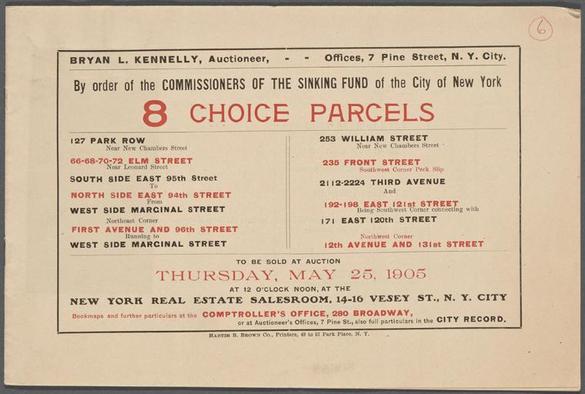 6
BRYAN L. KENNELLY, Auctioneer, - - Offices, 7 Pine Street, N. Y. City.
By order of the COMMISSIONERS OF THE SINKING FUND of the City of New York
8 CHOICE PARCELS
127 PARK ROW
Near New Chambers Street
66-68-70-72 ELM STREET
Near Leonard Street
SOUTH SIDE EAST 95th Street
To
NORTH SIDE EAST 94th STREET
From
WEST SIDE MARGINAL STREET
Northeast Corner
FIRST AVENUE AND 96th STREET
Running to
WEST SIDE MARGINAL STREET
253 WILLIAM STREET
Near New Chambers Street
235 FRONT STREET
Southwest Corner Peck Slip
2112-2224 THIRD AVENUE
And
192-198 EAST 121st STREET
Being Southwest Corner connecting with
171 EAST 120th STREET
Northwest Corner
12th AVENUE AND 131st STREET
TO BE SOLD AT AUCTION
THURSDAY, MAY 25, 1905
AT 12 O'CLOCK NOON, AT THE
NEW YORK REAL ESTATE SALESROOM, 14-16 VESEY ST., N. Y. CITY
Bookmaps and further particulars at the COMPTROLLER'S OFFICE, 280 BROADWAY,
or at Auctioneer's Offices, 7 Pine St., also full particulars in the CITY RECORD.
MARTIN B. BROWN Co., Printers, 49 to 57 Park Place, N. Y.